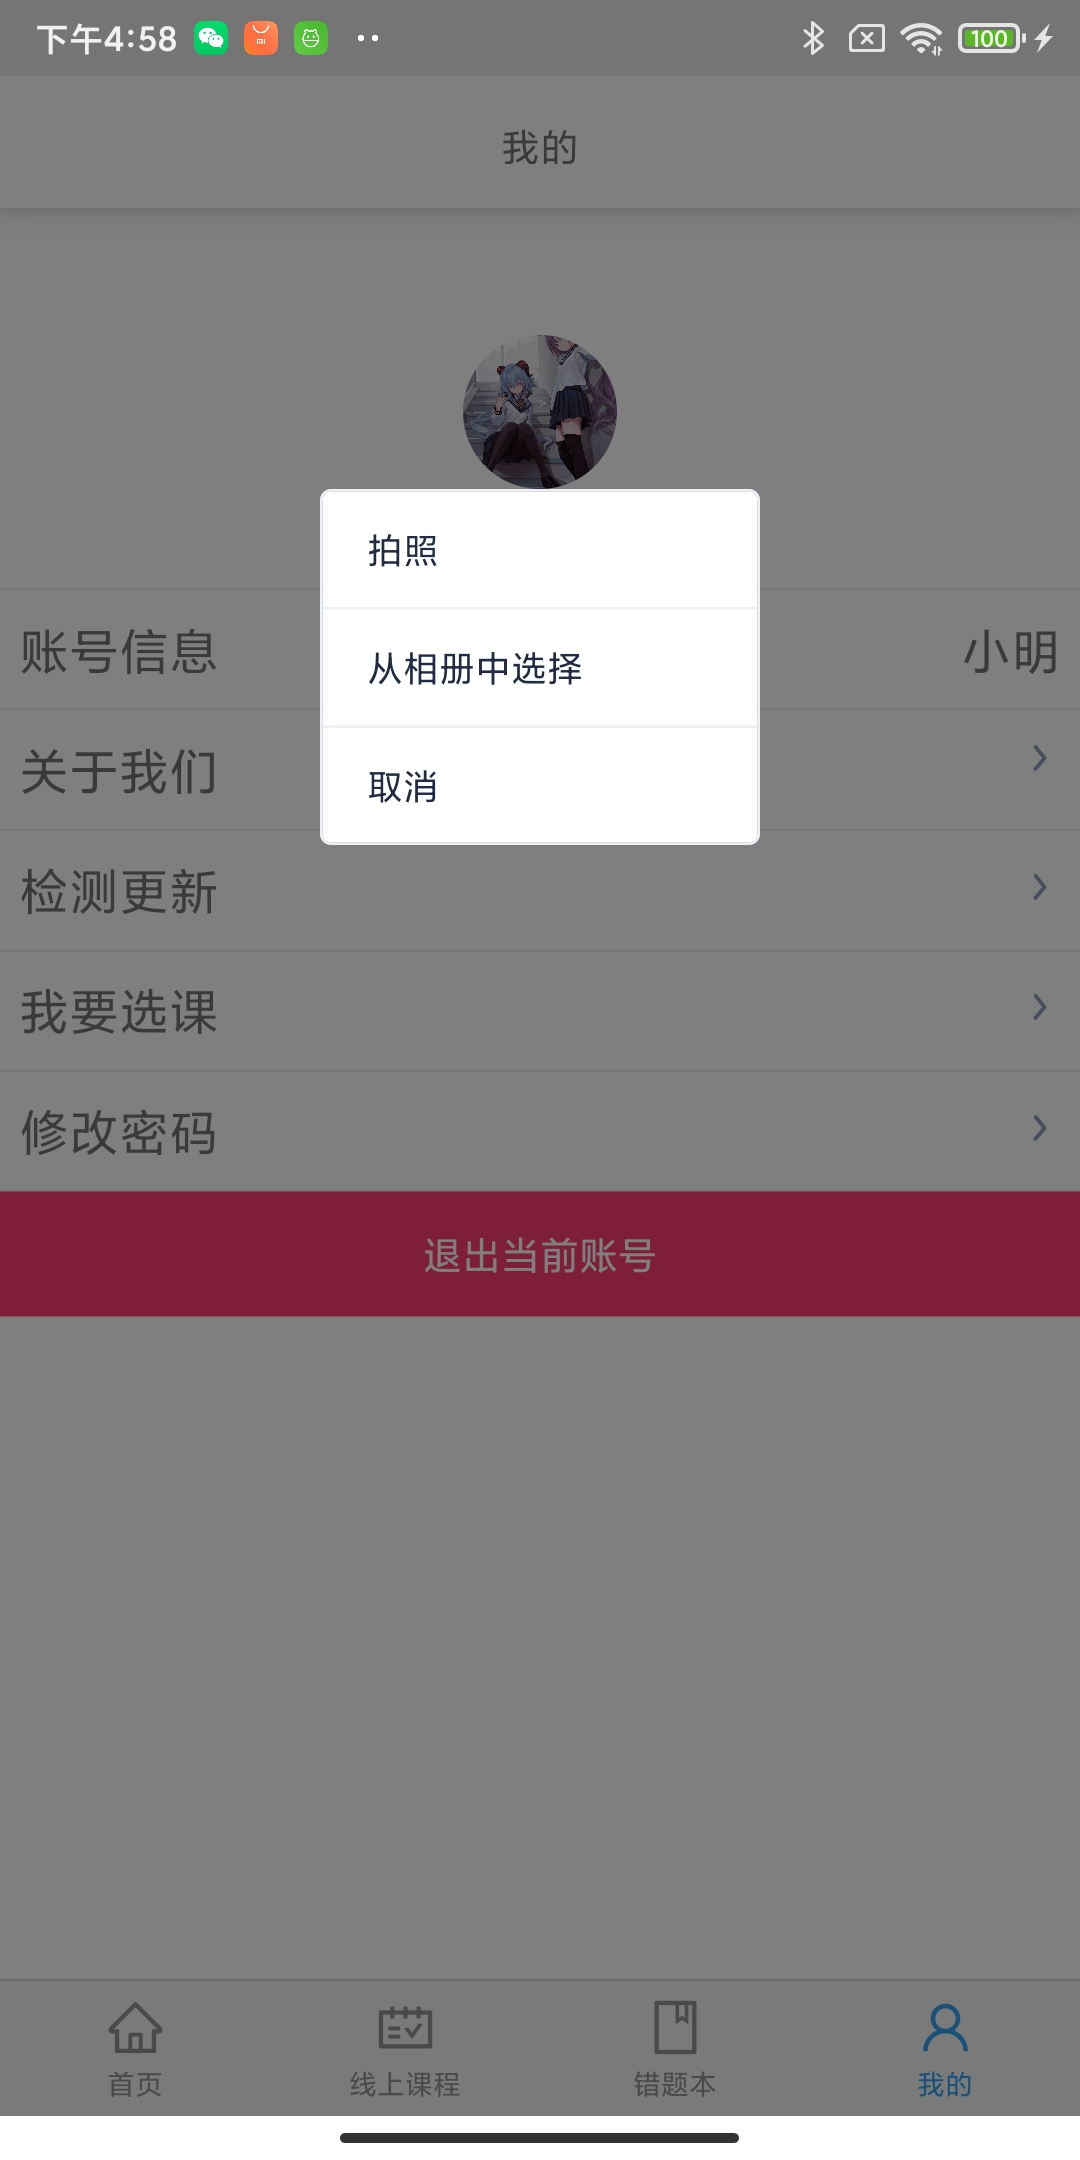 下午4:58
100
我的
拍照
从相册中选择
取消
账号信息 小明
关于我们
检测更新
我要选课
修改密码
退出当前账号
首页 线上课程 错题本 我的